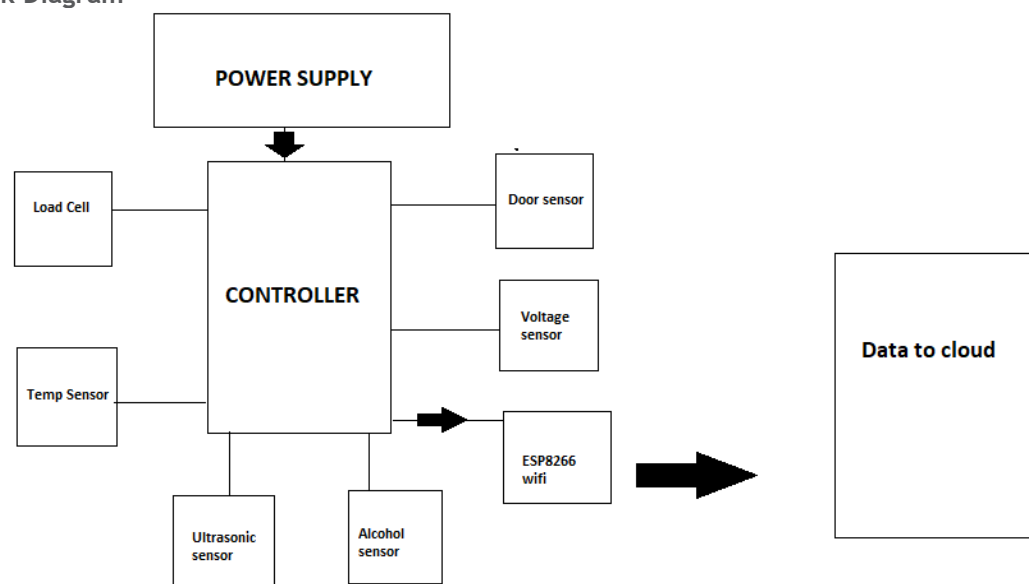 k Diagram
POWER SUPPLY
Load Cell
Door sensor
CONTROLLER
Voltage
sensor
Data to cloud
Temp Sensor
ESP8266
wifi
Ultrasonic
sensor
Alcohol
sensor